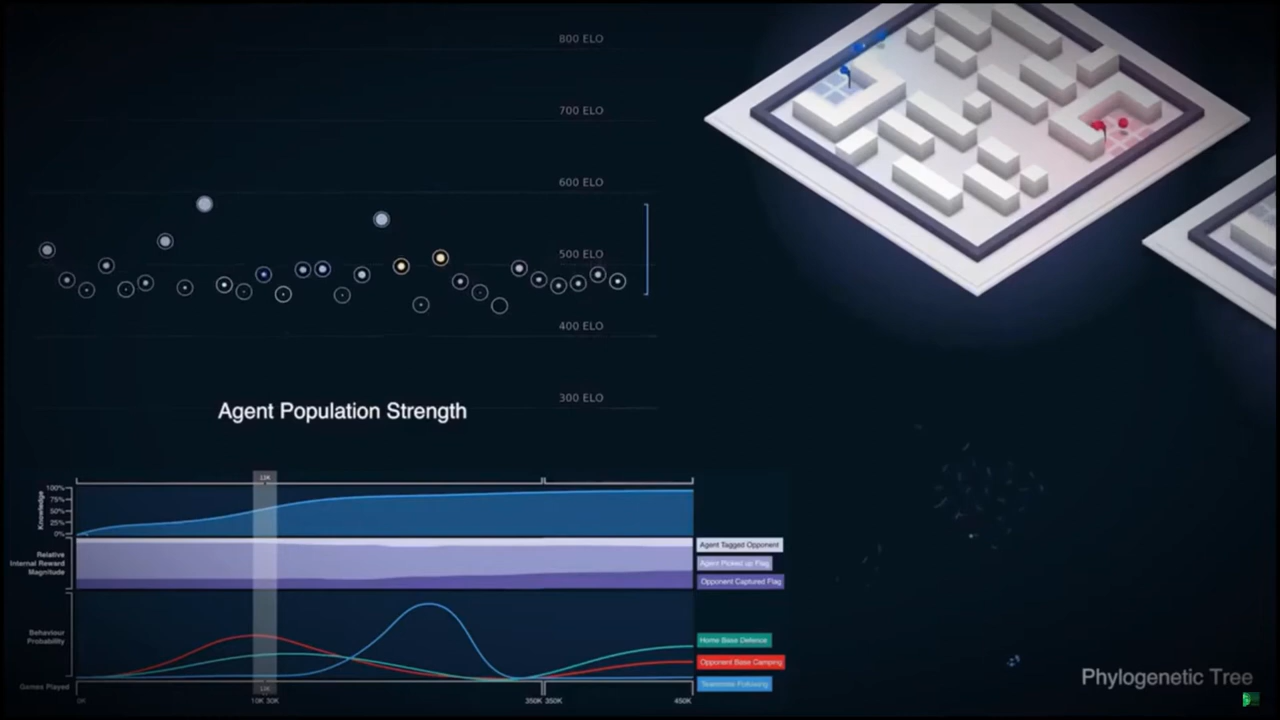 800 ELO
700 ELO
600 ELO
500 ELO
400 ELO
300 ELO
Agent Population Strength
100%
75%
50%
25%
0%
Knowledge
Relative
Internal Reward
Magnitude
Agent Tagged Opponent
Agent Picked up Flag
Opponent Captured Flag
Behaviour
Probability
Home Base Defence
Opponent Base Camping
Teammate Following
Games Played
0K
10K 30K
350K 350K
450K
Phylogenetic Tree